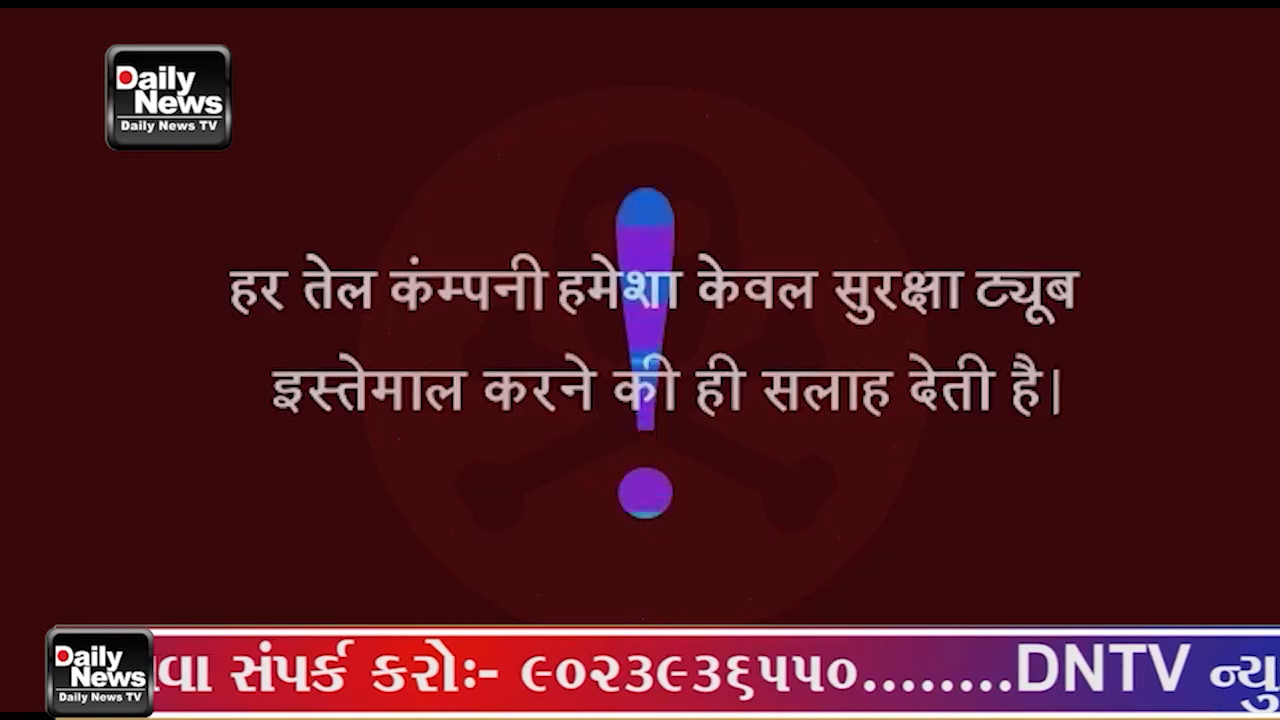 Daily
News
Daily News TV
हर तेल कंम्पनी हमेशा केवल सुरक्षा ट्यूब
इस्तेमाल करने की ही सलाह देती है।
Daily
News
Daily News TV
સંપર્ક કરોઃ- ૯૦૨૩૯૩૬૫૫૦........DNTV ન્યુ